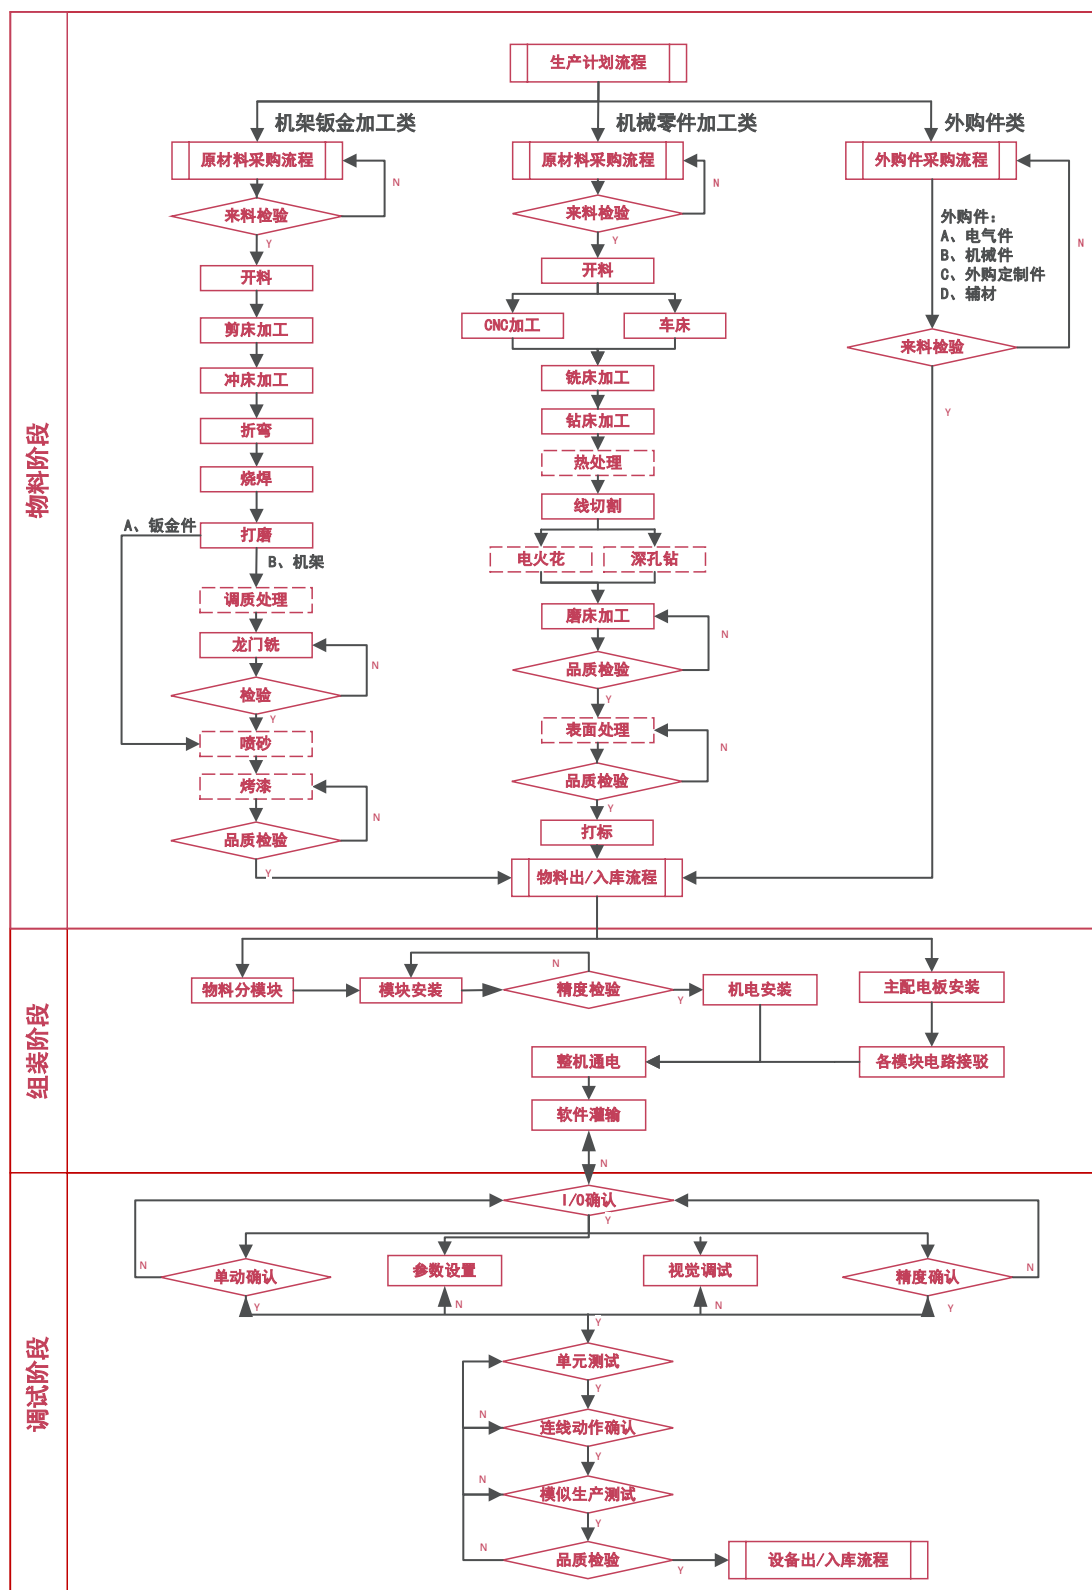 生产计划流程
机架钣金加工类
机械零件加工类
外购件类
原材料采购流程
原材料采购流程
外购件采购流程
N
N
N
来料检验
来料检验
外购件：
A、电气件
B、机械件
C、外购定制件
D、辅材
Y
Y
开料
开料
剪床加工
CNC加工
车床
来料检验
Y
冲床加工
铣床加工
折弯
钻床加工
物料阶段
烧焊
热处理
线切割
A、钣金件
打磨
B、机架
电火花
深孔钻
调质处理
磨床加工
N
龙门铣
N
品质检验
检验
Y
Y
喷砂
表面处理
N
烤漆
品质检验
N
Y
品质检验
打标
Y
物料出/入库流程
组装阶段
N
物料分模块
模块安装
精度检验
Y
机电安装
主配电板安装
整机通电
各模块电路接驳
软件灌输
N
调试阶段
I/O确认
Y
N
单动确认
参数设置
视觉调试
精度确认
N
Y
N
N
Y
Y
单元测试
Y
N
连线动作确认
Y
N
模似生产测试
Y
N
品质检验
Y
设备出/入库流程